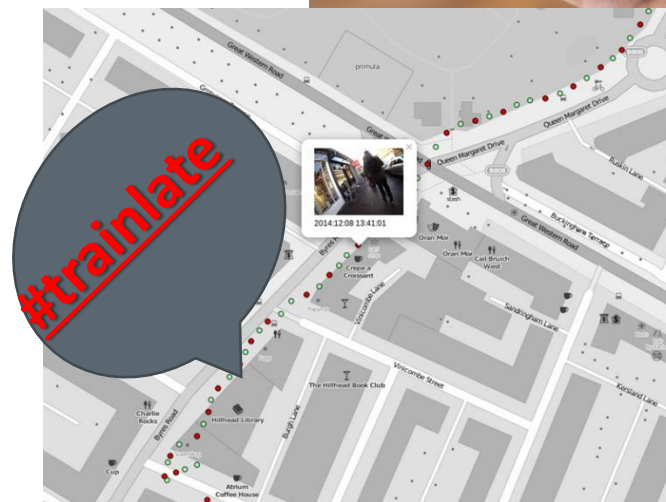 Great Western Road
B808
primula
Queen Margaret Drive
Queen Margaret Drive
Ruskin Lane
B808
#trainlate
2014:12:08 13:41:01
stash
Buckingham Terrace
Great Western Road
Oran Mor
Oran Mor
Cail Bruich
West
Crepe a
Croissant
Vinicombe Lane
Sandringham Lane
Vinicombe Street
Kersland Lane
The Hillhead Book Club
Charlie
Rocks
Byres Road
Hillhead Library
Burgh Lane
Cup
Atrium
Coffee House